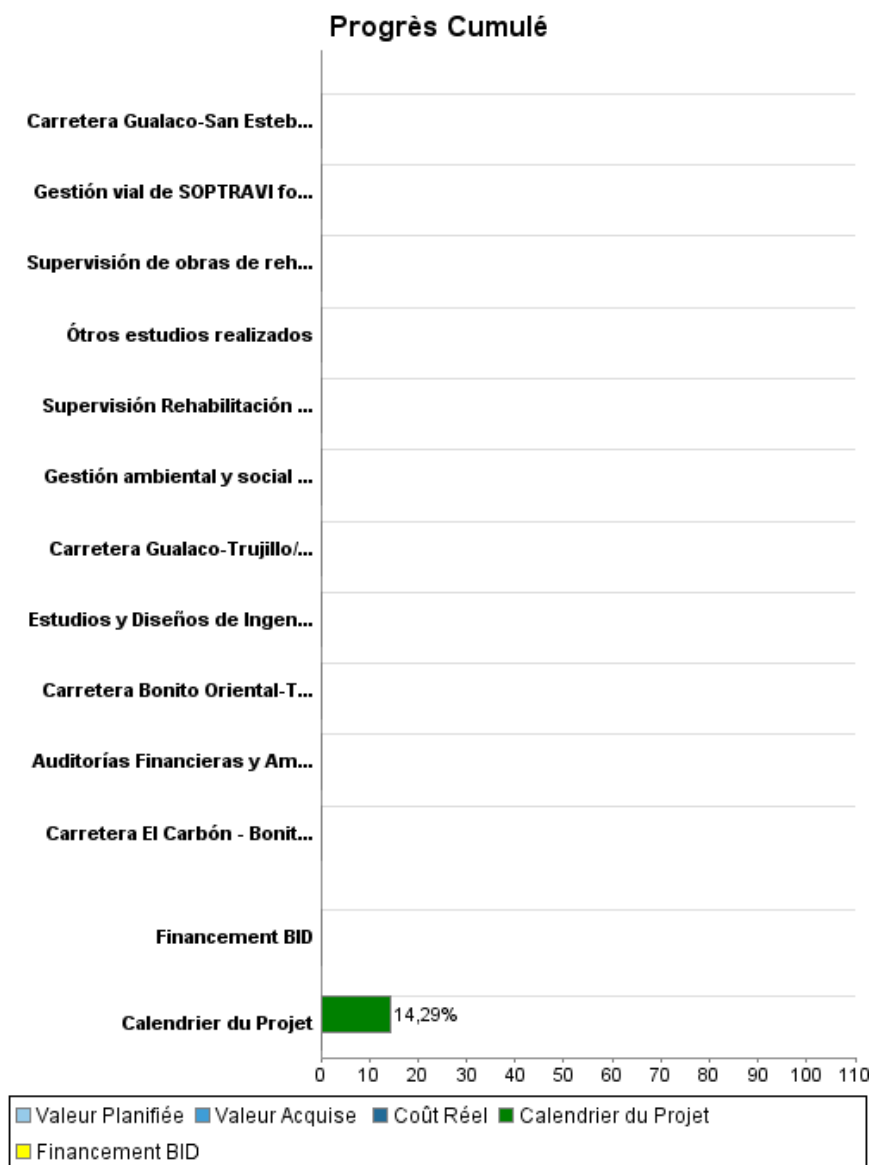 Progrès Cumulé
Carretera Gualaco-San Esteb...
Gestión vial de SOPTRAVI fo...
Supervisión de obras de reh...
Ótros estudios realizados
Supervisión Rehabilitación ...
Gestión ambiental y social ...
Carretera Gualaco-Trujillo/...
Estudios y Diseños de Ingen...
Carretera Bonito Oriental-T...
Auditorías Financieras y Am...
Carretera El Carbón - Bonit...
Financement BID
Calendrier du Projet 14,29%
0 10 20 30 40 50 60 70 80 90 100 110
Valeur Planifiée Valeur Acquise Coût Réel Calendrier du Projet
Financement BID